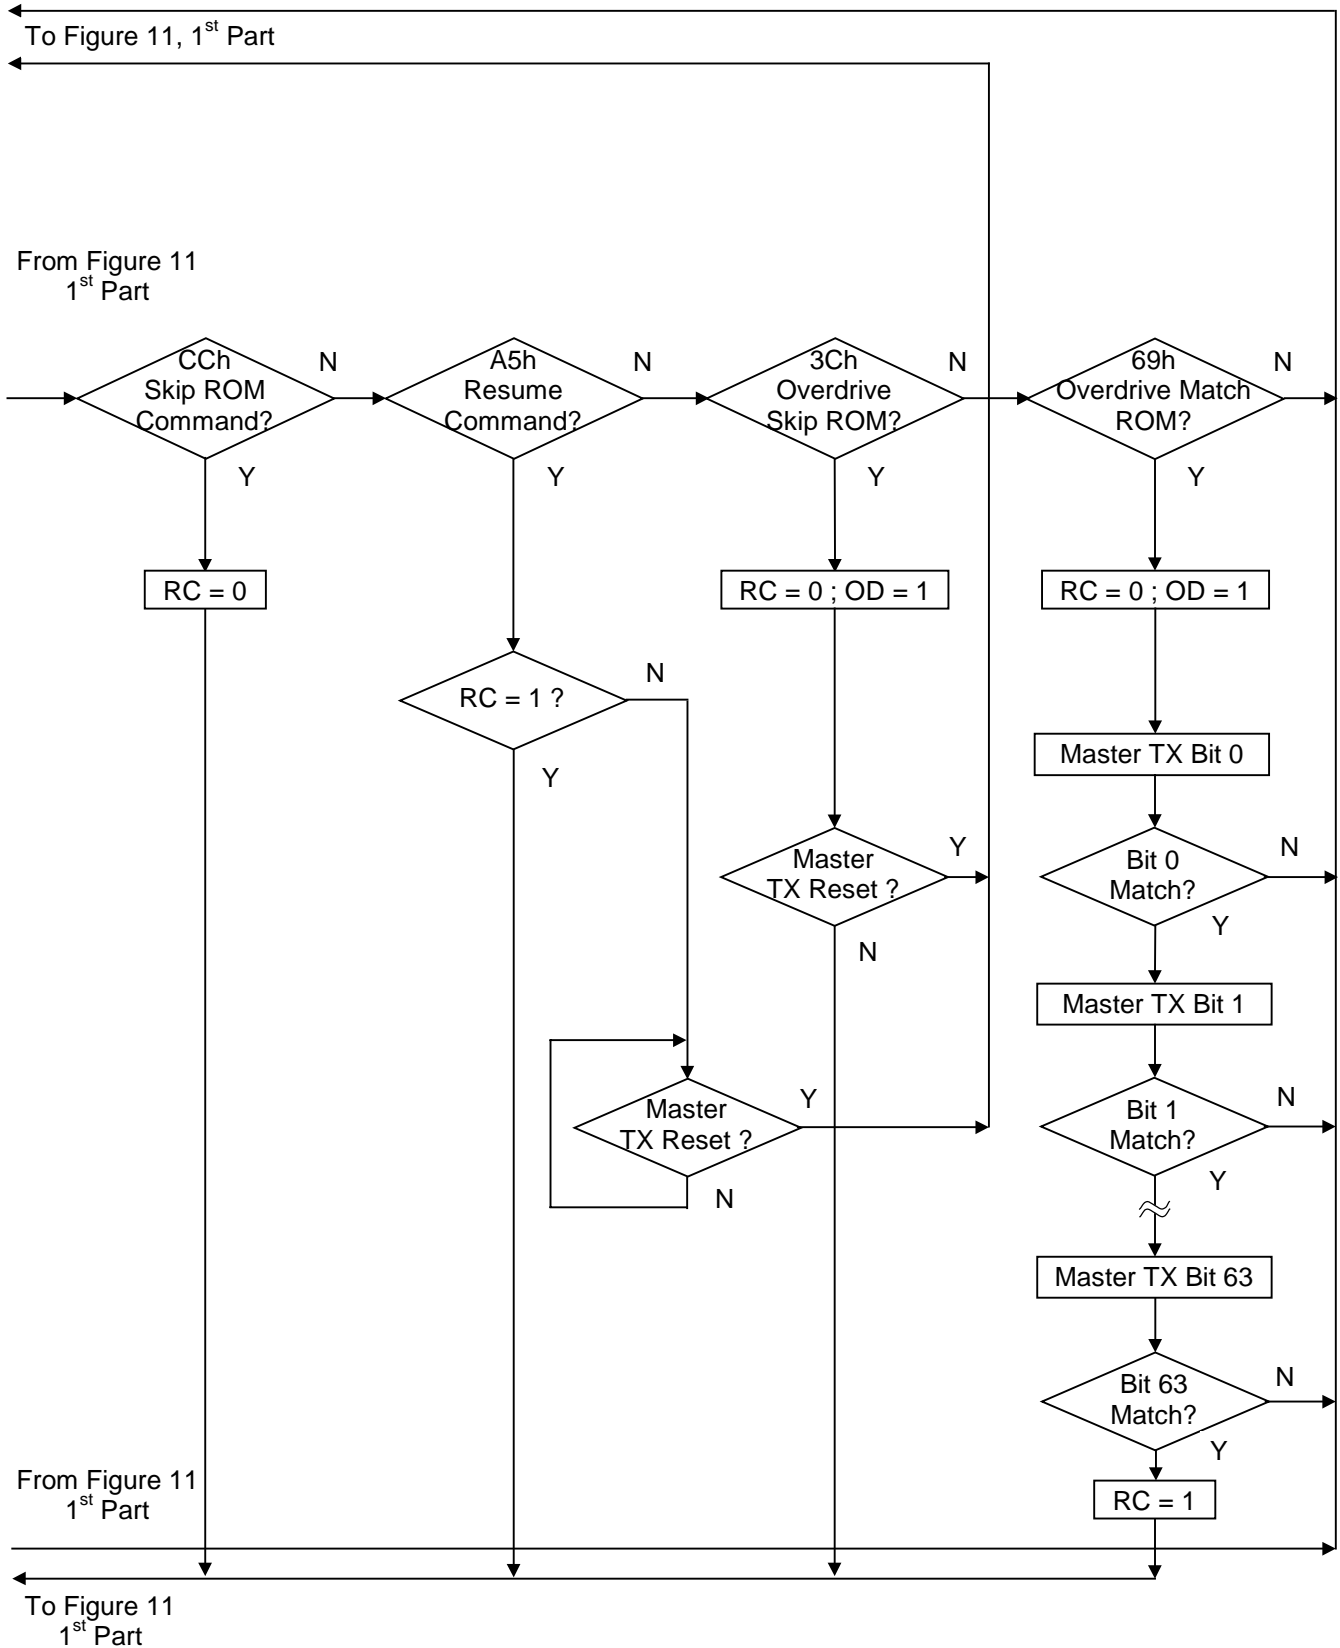 To Figure 11, 1st Part
From Figure 11
1st Part
CCh
Skip ROM
Command?
N
Y
A5h
Resume
Command?
N
Y
3Ch
Overdrive
Skip ROM?
N
Y
69h
Overdrive Match
ROM?
N
Y
RC = 0
RC = 0 ; OD = 1
RC = 0 ; OD = 1
RC = 1 ?
N
Y
Master TX Bit 0
Master
TX Reset ?
Y
N
Bit 0
Match?
N
Y
Master TX Bit 1
Master
TX Reset ?
Y
N
Bit 1
Match?
N
Y
Master TX Bit 63
Bit 63
Match?
N
Y
RC = 1
From Figure 11
1st Part
To Figure 11
1st Part